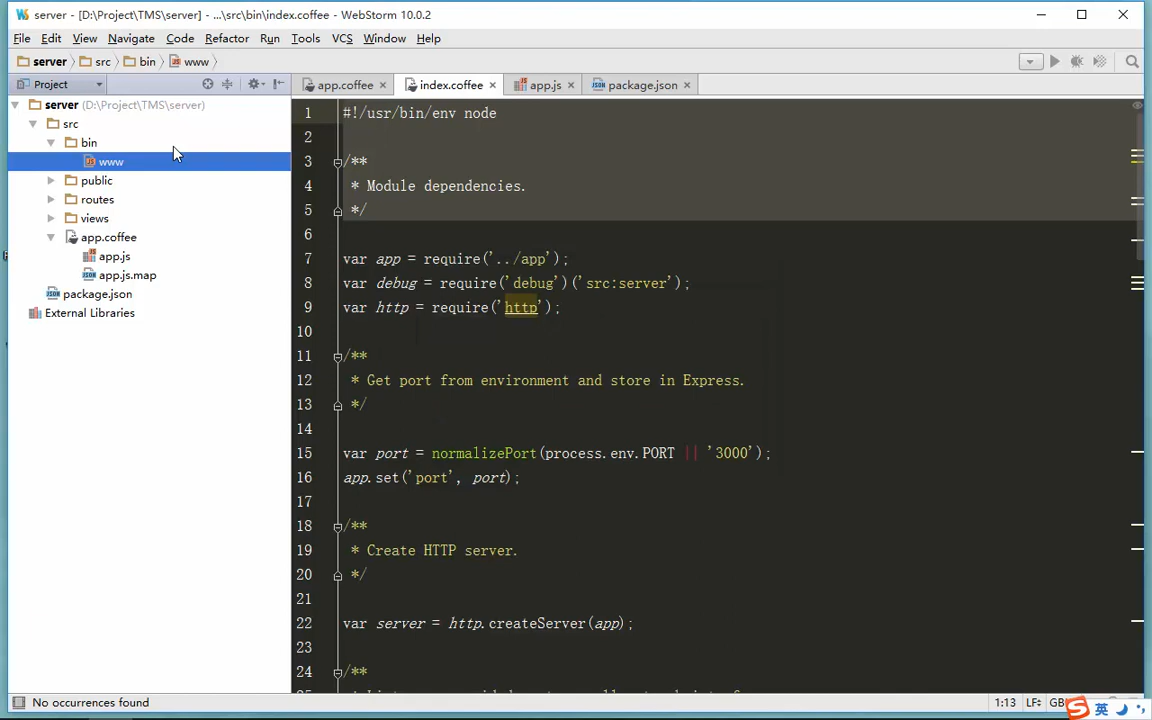 server - [D:\Project\TMS\server] - ...\src\bin\index.coffee - WebStorm 10.0.2
File Edit View Navigate Code Refactor Run Tools VCS Window Help
server src bin www
Project
app.coffee index.coffee app.js package.json
server (D:\Project\TMS\server)
src
bin
www
public
routes
views
app.coffee
app.js
app.js.map
package.json
External Libraries
1 #!/usr/bin/env node
2
3 /**
4 * Module dependencies.
5 */
6
7 var app = require('../app');
8 var debug = require('debug')('src:server');
9 var http = require('http');
10
11 /**
12 * Get port from environment and store in Express.
13 */
14
15 var port = normalizePort(process.env.PORT || '3000');
16 app.set('port', port);
17
18 /**
19 * Create HTTP server.
20 */
21
22 var server = http.createServer(app);
23
24 /**
No occurrences found
1:13 LF÷ GB
英